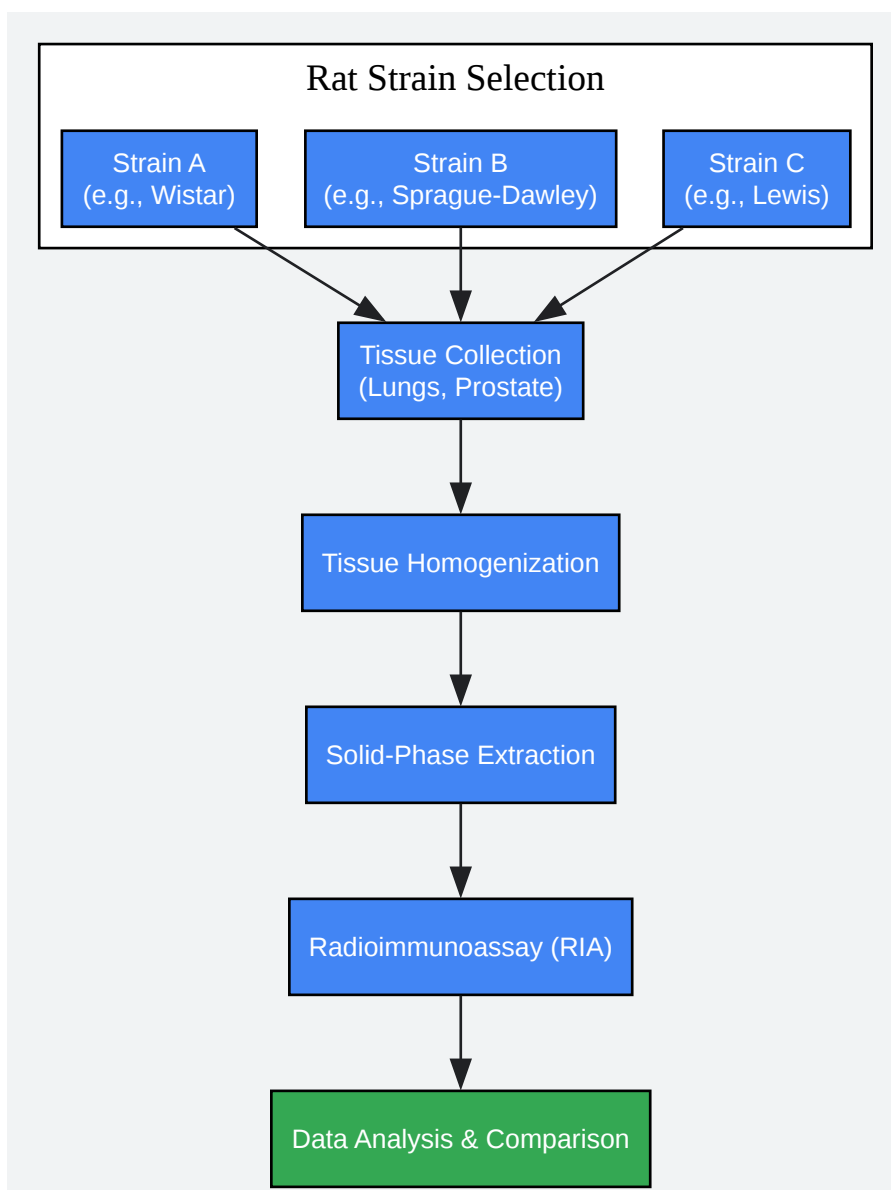 Rat Strain Selection
Strain A
(e.g., Wistar)
Strain B
(e.g., Sprague-Dawley)
Strain C
(e.g., Lewis)
Tissue Collection
(Lungs, Prostate)
Tissue Homogenization
Solid-Phase Extraction
Radioimmunoassay (RIA)
Data Analysis & Comparison